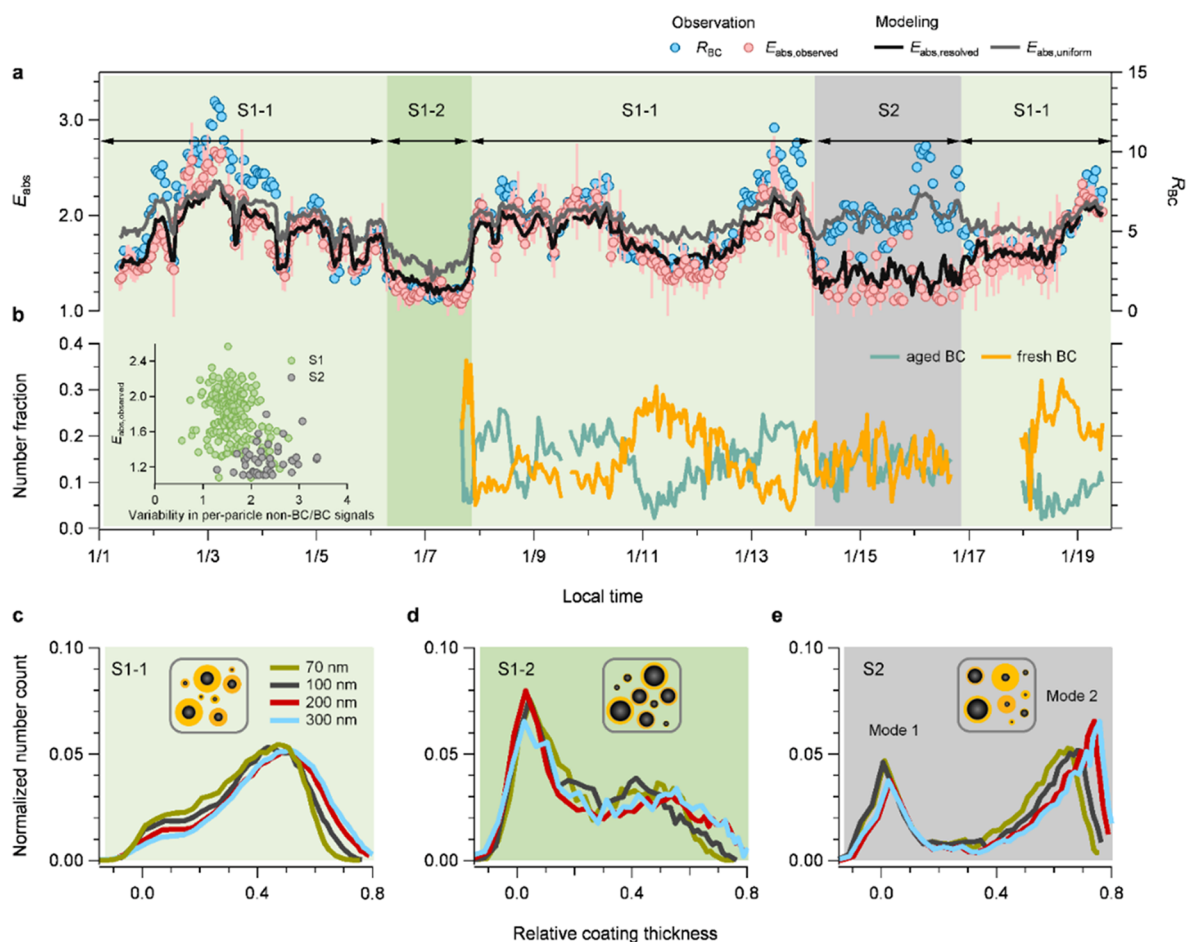 Observation Modeling
R_BC E_abs,observed E_abs,resolved E_abs,uniform
a
S1-1 S1-2 S1-1 S2 S1-1
E_abs
3.0
2.0
1.0
R_BC
15
10
5
0
b
Number fraction
0.4
0.3
0.2
0.1
0.0
aged BC fresh BC
S1
S2
E_abs,observed
2.4
2.0
1.6
1.2
0 1 2 3 4
Variability in per-paricle non-BC/BC signals
1/1 1/3 1/5 1/7 1/9 1/11 1/13 1/15 1/17 1/19
Local time
c d e
Normalized number count
0.10
0.05
0.00
S1-1
70 nm
100 nm
200 nm
300 nm
0.0 0.4 0.8
0.10
0.05
0.00
S1-2
0.0 0.4 0.8
0.10
0.05
0.00
S2
Mode 1
Mode 2
0.0 0.4 0.8
Relative coating thickness